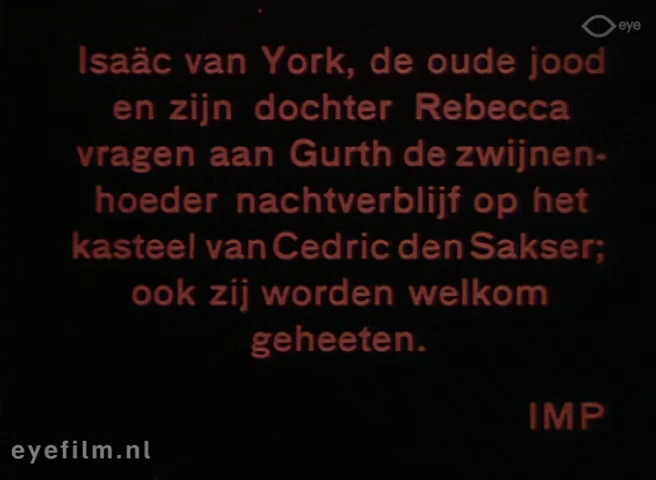 eye
Isaäc van York, de oude jood
en zijn dochter Rebecca
vragen aan Gurth de zwijnen-
hoeder nachtverblijf op het
kasteel van Cedric den Sakser;
ook zij worden welkom
geheeten.
IMP
eyefilm.nl